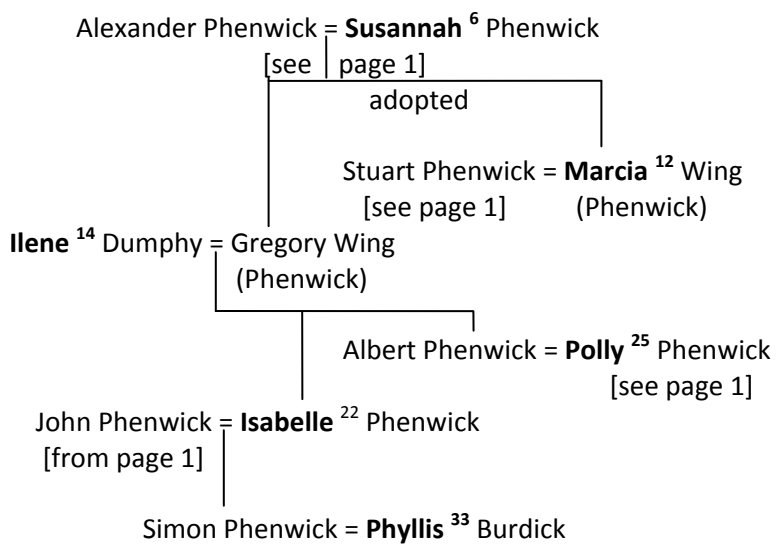 Alexander Phenwick = Susannah ⁶ Phenwick
[see page 1]
adopted
Stuart Phenwick = Marcia ¹² Wing
[see page 1] (Phenwick)
Ilene ¹⁴ Dumphy = Gregory Wing
(Phenwick)
Albert Phenwick = Polly ²⁵ Phenwick
[see page 1]
John Phenwick = Isabelle ²² Phenwick
[from page 1]
Simon Phenwick = Phyllis ³³ Burdick